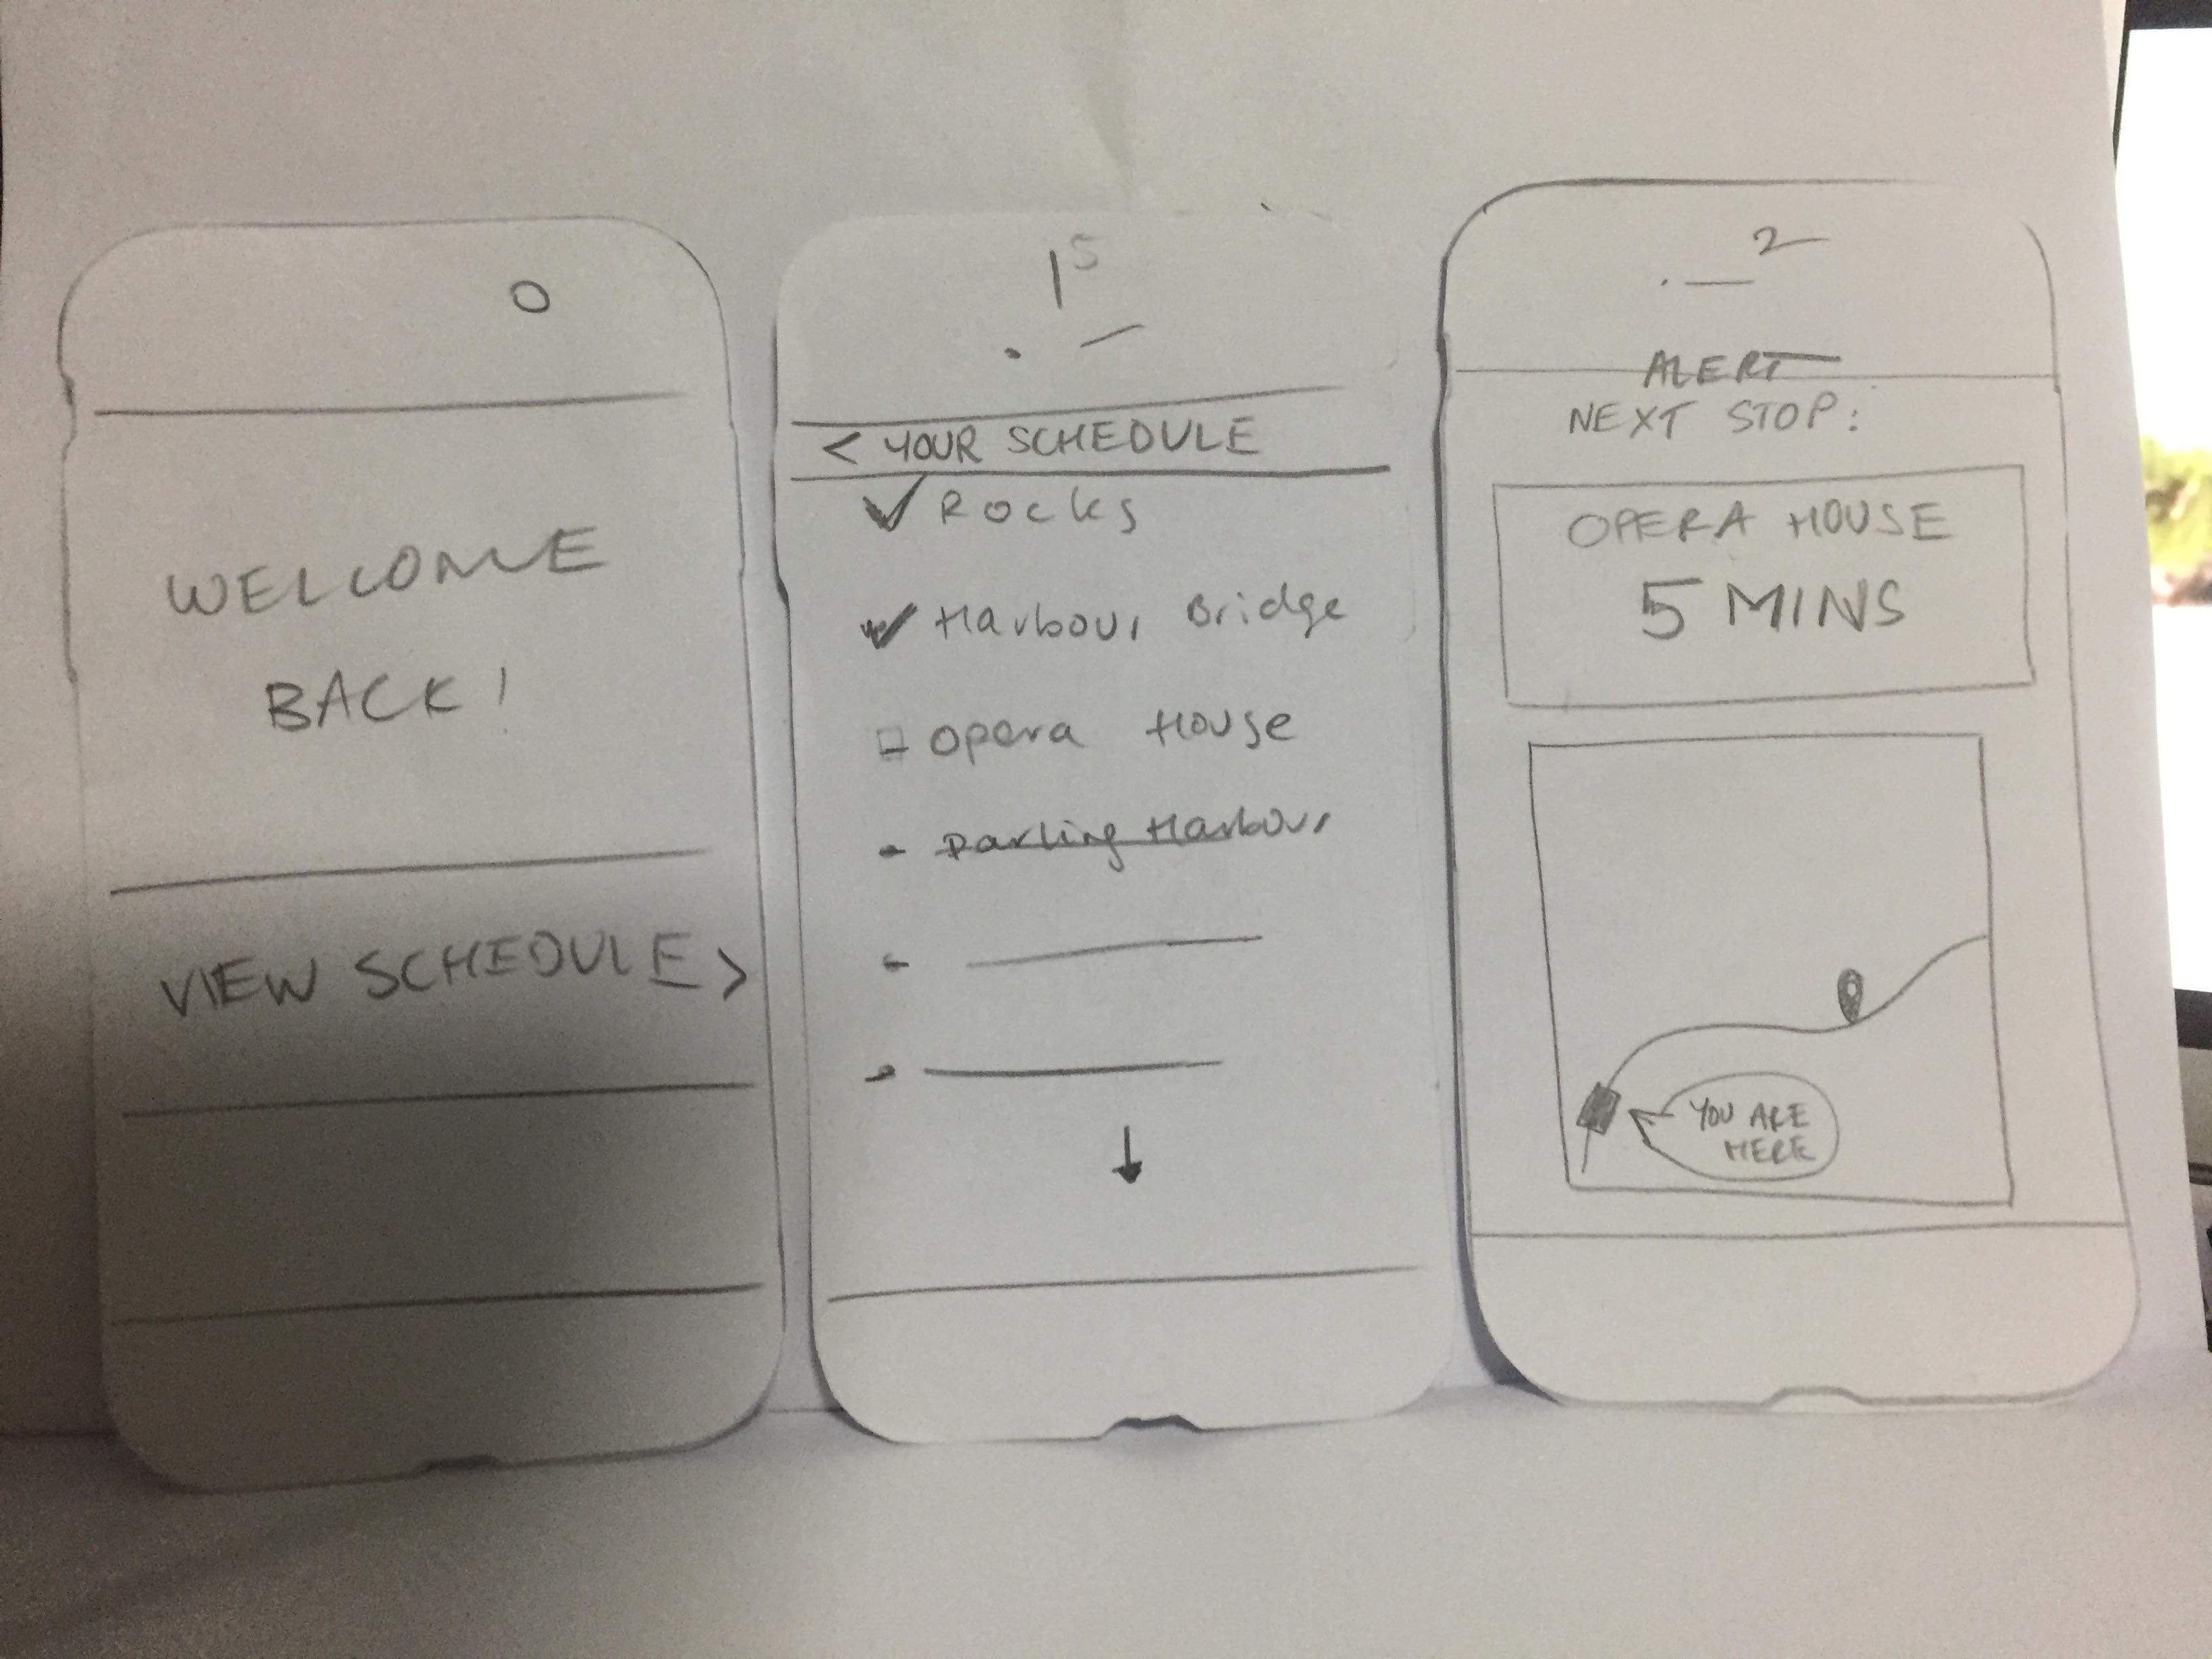 0
WELCOME
BACK!
VIEW SCHEDULE >
1 5
< YOUR SCHEDULE
Rocks
Harbour Bridge
Opera House
Darling Harbour
2
ALERT
NEXT STOP:
OPERA HOUSE
5 MINS
YOU ARE
HERE